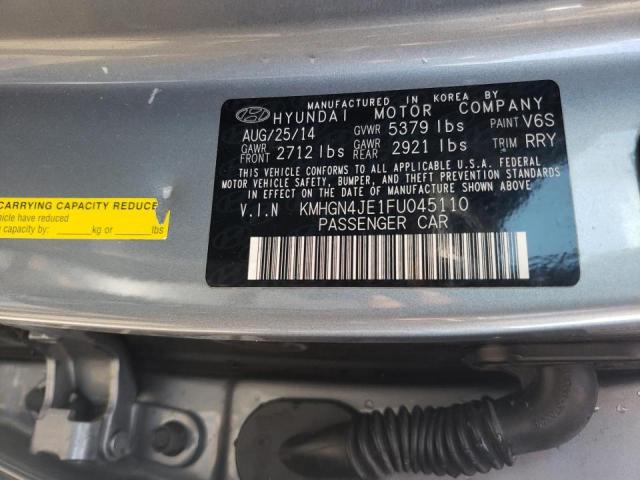 MANUFACTURED IN KOREA BY
HYUNDAI MOTOR COMPANY
AUG/25/14 GVWR 5379 lbs PAINT V6S
GAWR FRONT 2712 lbs GAWR REAR 2921 lbs TRIM RRY
THIS VEHICLE CONFORMS TO ALL APPLICABLE U.S.A. FEDERAL
MOTOR VEHICLE SAFETY, BUMPER, AND THEFT PREVENTION
STANDARDS IN EFFECT ON THE DATE OF MANUFACTURE
SHOWN ABOVE.
V.I.N KMHGN4JE1FU045110
PASSENGER CAR
CARRYING CAPACITY REDUCE
hicle have reduced
capacity by: ______ kg or ______ lbs